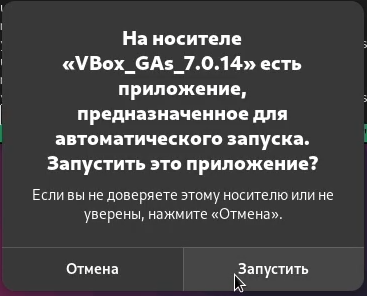 На носителе
«VBox_GAs_7.0.14» есть
приложение,
предназначенное для
автоматического запуска.
Запустить это приложение?
Если вы не доверяете этому носителю или не
уверены, нажмите «Отмена».
Отмена
Запустить